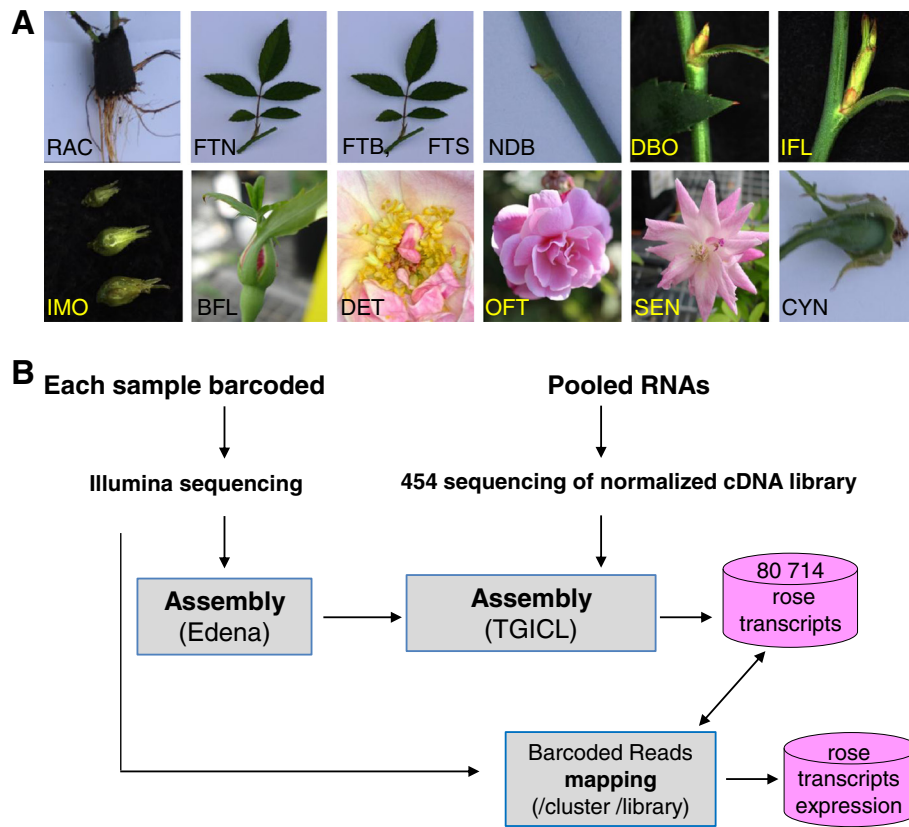 A
RAC
FTN
FTB, FTS
NDB
DBO
IFL
IMO
BFL
DET
OFT
SEN
CYN
B
Each sample barcoded
Pooled RNAs
Illumina sequencing
454 sequencing of normalized cDNA library
Assembly
(Edena)
Assembly
(TGICL)
80 714
rose
transcripts
Barcoded Reads
mapping
(/cluster /library)
rose
transcripts
expression